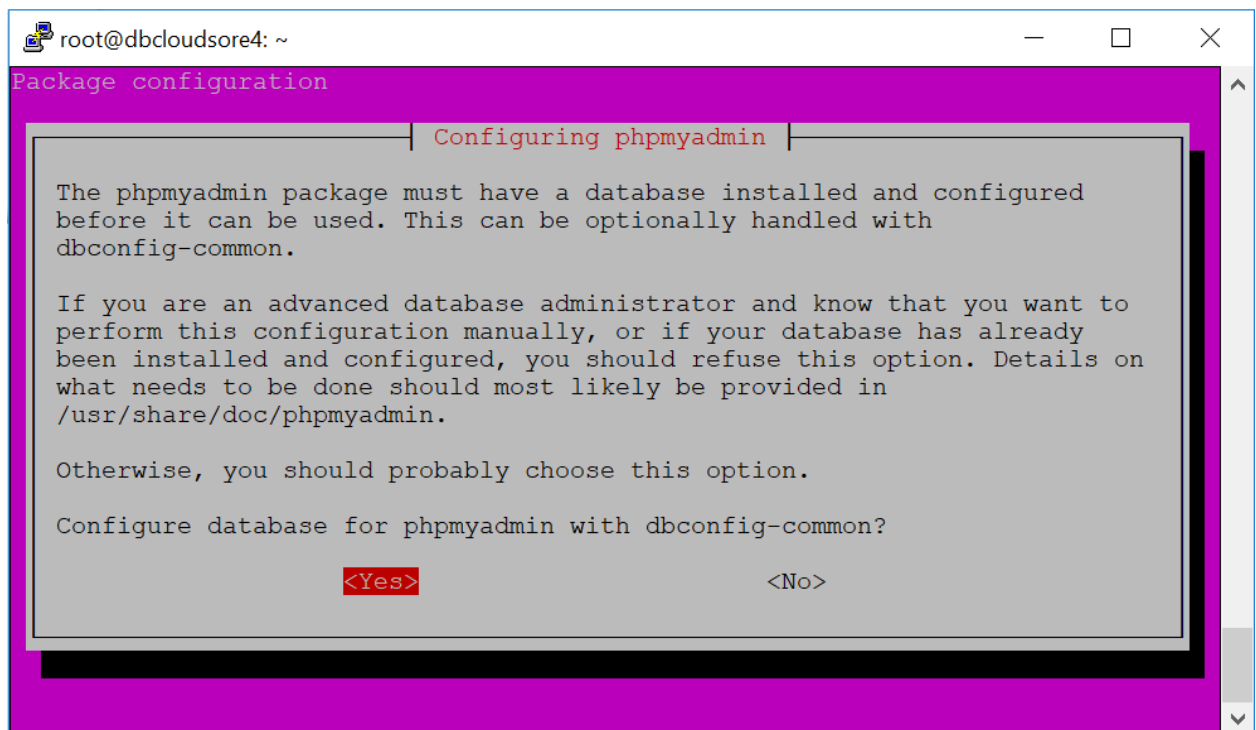 root@dbcloudsore4: ~
Package configuration
Configuring phpmyadmin
The phpmyadmin package must have a database installed and configured
before it can be used. This can be optionally handled with
dbconfig-common.
If you are an advanced database administrator and know that you want to
perform this configuration manually, or if your database has already
been installed and configured, you should refuse this option. Details on
what needs to be done should most likely be provided in
/usr/share/doc/phpmyadmin.
Otherwise, you should probably choose this option.
Configure database for phpmyadmin with dbconfig-common?
<Yes> <No>